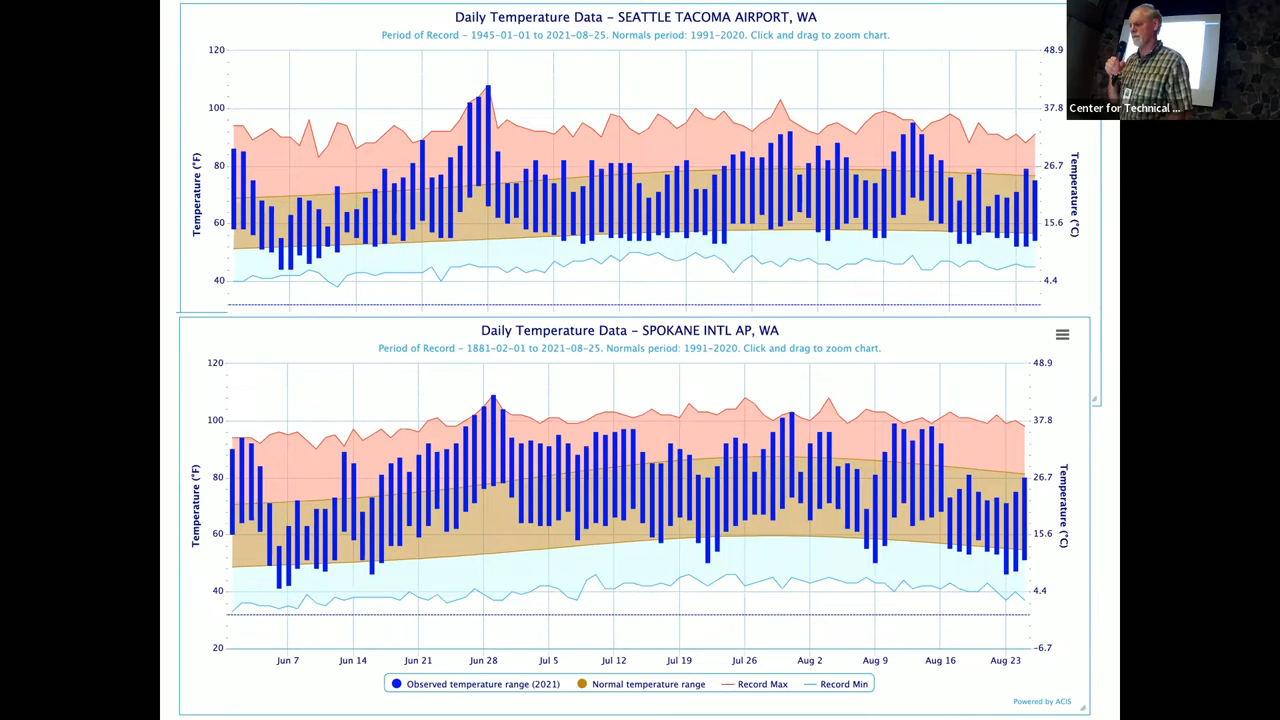 Daily Temperature Data – SEATTLE TACOMA AIRPORT, WA
Period of Record – 1945-01-01 to 2021-08-25. Normals period: 1991-2020. Click and drag to zoom chart.
120
100
80
60
40
Temperature (°F)
48.9
37.8
26.7
15.6
4.4
Temperature (°C)
Center for Technical ...
Daily Temperature Data – SPOKANE INTL AP, WA
Period of Record – 1881-02-01 to 2021-08-25. Normals period: 1991-2020. Click and drag to zoom chart.
120
100
80
60
40
20
Temperature (°F)
48.9
37.8
26.7
15.6
4.4
-6.7
Temperature (°C)
Jun 7 Jun 14 Jun 21 Jun 28 Jul 5 Jul 12 Jul 19 Jul 26 Aug 2 Aug 9 Aug 16 Aug 23
Observed temperature range (2021) Normal temperature range Record Max Record Min
Powered by ACIS